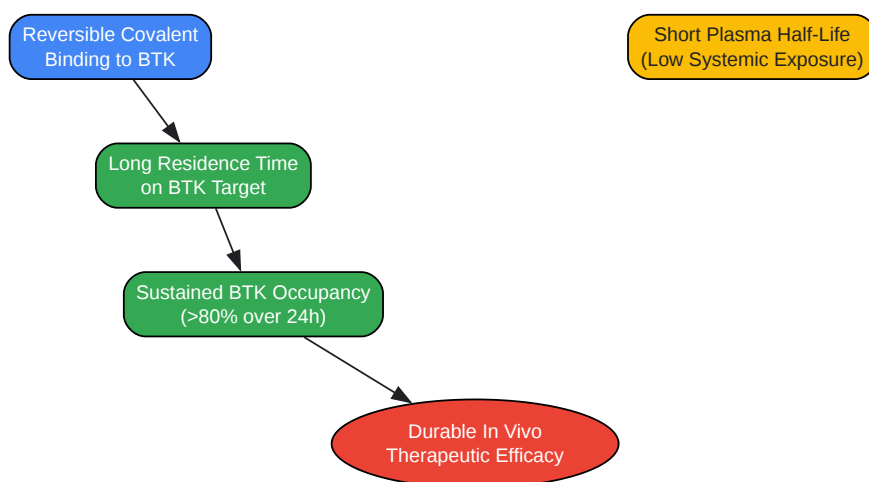 Reversible Covalent
Binding to BTK
Short Plasma Half-Life
(Low Systemic Exposure)
Long Residence Time
on BTK Target
Sustained BTK Occupancy
(>80% over 24h)
Durable In Vivo
Therapeutic Efficacy